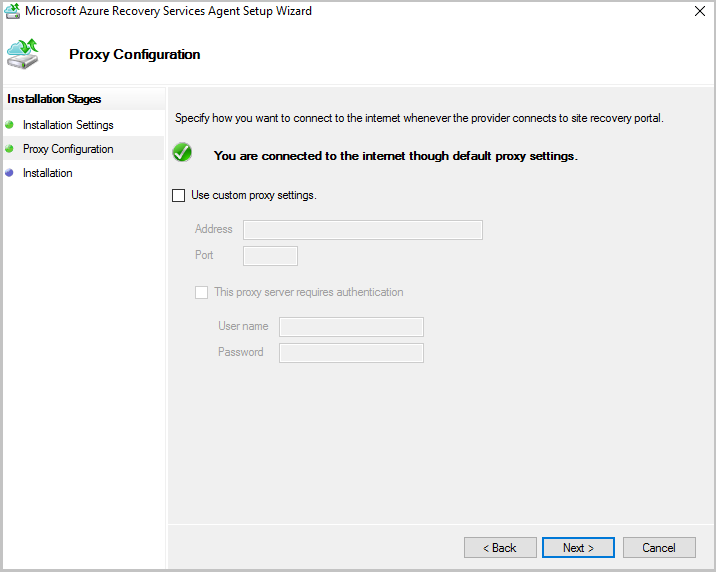 Microsoft Azure Recovery Services Agent Setup Wizard
Proxy Configuration
Installation Stages
Installation Settings
Proxy Configuration
Installation
Specify how you want to connect to the internet whenever the provider connects to site recovery portal.
You are connected to the internet though default proxy settings.
Use custom proxy settings.
Address
Port
This proxy server requires authentication
User name
Password
< Back
Next >
Cancel